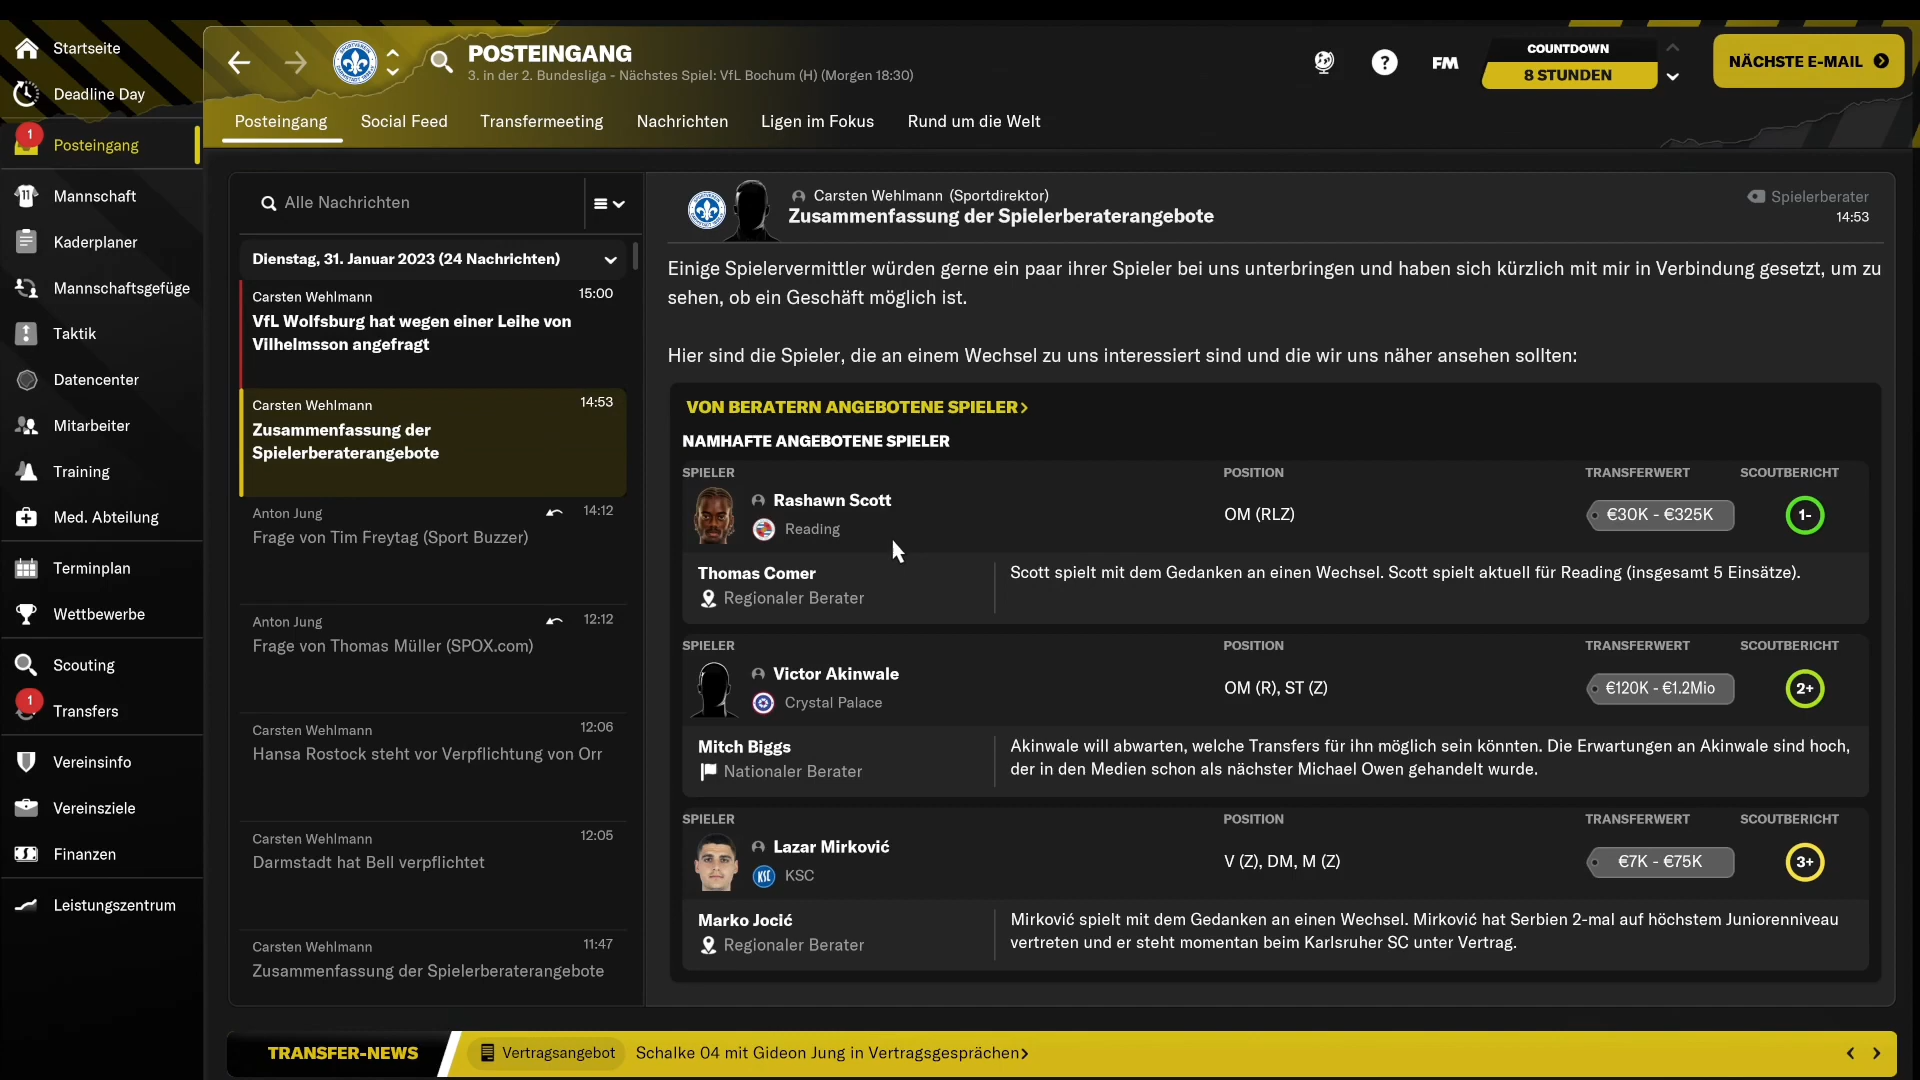 Startseite
Deadline Day
1
Posteingang
Mannschaft
Kaderplaner
Mannschaftsgefüge
Taktik
Datencenter
Mitarbeiter
Training
Med. Abteilung
Terminplan
Wettbewerbe
Scouting
1
Transfers
Vereinsinfo
Vereinsziele
Finanzen
Leistungszentrum
POSTEINGANG
3. in der 2. Bundesliga - Nächstes Spiel: VfL Bochum (H) (Morgen 18:30)
?
FM
COUNTDOWN
8 STUNDEN
NÄCHSTE E-MAIL
Posteingang Social Feed Transfermeeting Nachrichten Ligen im Fokus Rund um die Welt
Alle Nachrichten
Dienstag, 31. Januar 2023 (24 Nachrichten)
Carsten Wehlmann 15:00
VfL Wolfsburg hat wegen einer Leihe von
Vilhelmsson angefragt
Carsten Wehlmann 14:53
Zusammenfassung der
Spielerberaterangebote
Anton Jung 14:12
Frage von Tim Freytag (Sport Buzzer)
Anton Jung 12:12
Frage von Thomas Müller (SPOX.com)
Carsten Wehlmann 12:06
Hansa Rostock steht vor Verpflichtung von Orr
Carsten Wehlmann 12:05
Darmstadt hat Bell verpflichtet
Carsten Wehlmann 11:47
Zusammenfassung der Spielerberaterangebote
Carsten Wehlmann (Sportdirektor)
Zusammenfassung der Spielerberaterangebote
Spielerberater
14:53
Einige Spielervermittler würden gerne ein paar ihrer Spieler bei uns unterbringen und haben sich kürzlich mit mir in Verbindung gesetzt, um zu
sehen, ob ein Geschäft möglich ist.
Hier sind die Spieler, die an einem Wechsel zu uns interessiert sind und die wir uns näher ansehen sollten:
VON BERATERN ANGEBOTENE SPIELER>
NAMHAFTE ANGEBOTENE SPIELER
SPIELER POSITION TRANSFERWERT SCOUTBERICHT
Rashawn Scott
Reading
OM (RLZ)
€30K - €325K
1-
Thomas Comer
Regionaler Berater
Scott spielt mit dem Gedanken an einen Wechsel. Scott spielt aktuell für Reading (insgesamt 5 Einsätze).
SPIELER POSITION TRANSFERWERT SCOUTBERICHT
Victor Akinwale
Crystal Palace
OM (R), ST (Z)
€120K - €1.2Mio
2+
Mitch Biggs
Nationaler Berater
Akinwale will abwarten, welche Transfers für ihn möglich sein könnten. Die Erwartungen an Akinwale sind hoch,
der in den Medien schon als nächster Michael Owen gehandelt wurde.
SPIELER POSITION TRANSFERWERT SCOUTBERICHT
Lazar Mirković
KSC
V (Z), DM, M (Z)
€7K - €75K
3+
Marko Jocić
Regionaler Berater
Mirković spielt mit dem Gedanken an einen Wechsel. Mirković hat Serbien 2-mal auf höchstem Juniorenniveau
vertreten und er steht momentan beim Karlsruher SC unter Vertrag.
TRANSFER-NEWS Vertragsangebot Schalke 04 mit Gideon Jung in Vertragsgesprächen>